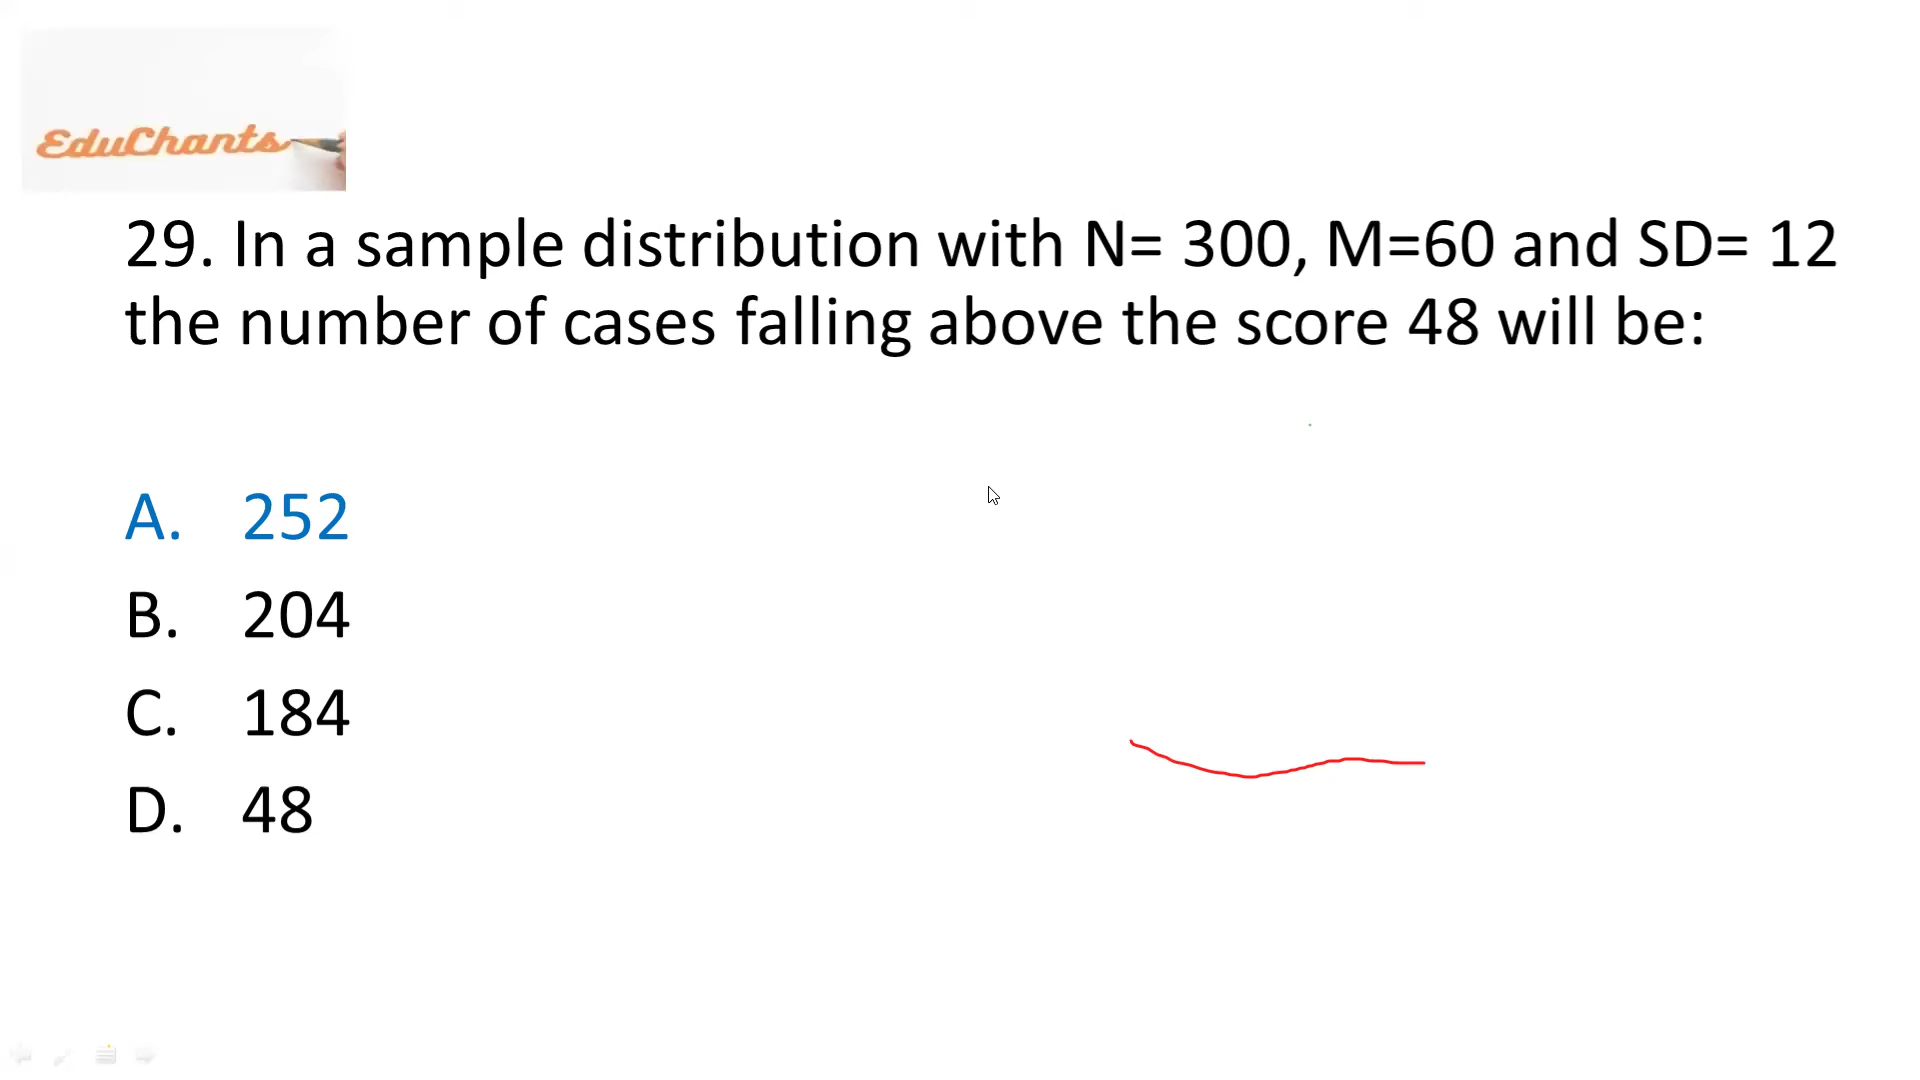 EduChants
29. In a sample distribution with N= 300, M=60 and SD= 12
the number of cases falling above the score 48 will be:
A. 252
B. 204
C. 184
D. 48